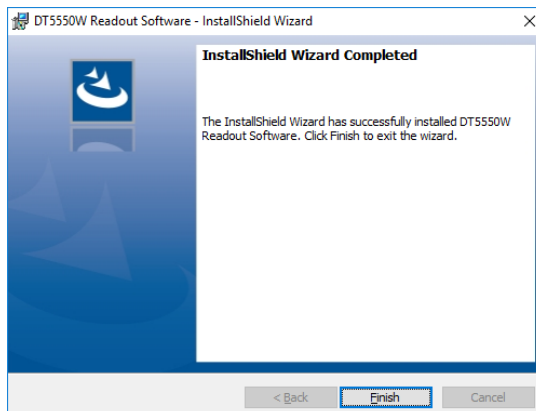 DT5550W Readout Software - InstallShield Wizard
InstallShield Wizard Completed
The InstallShield Wizard has successfully installed DT5550W
Readout Software. Click Finish to exit the wizard.
< Back
Finish
Cancel